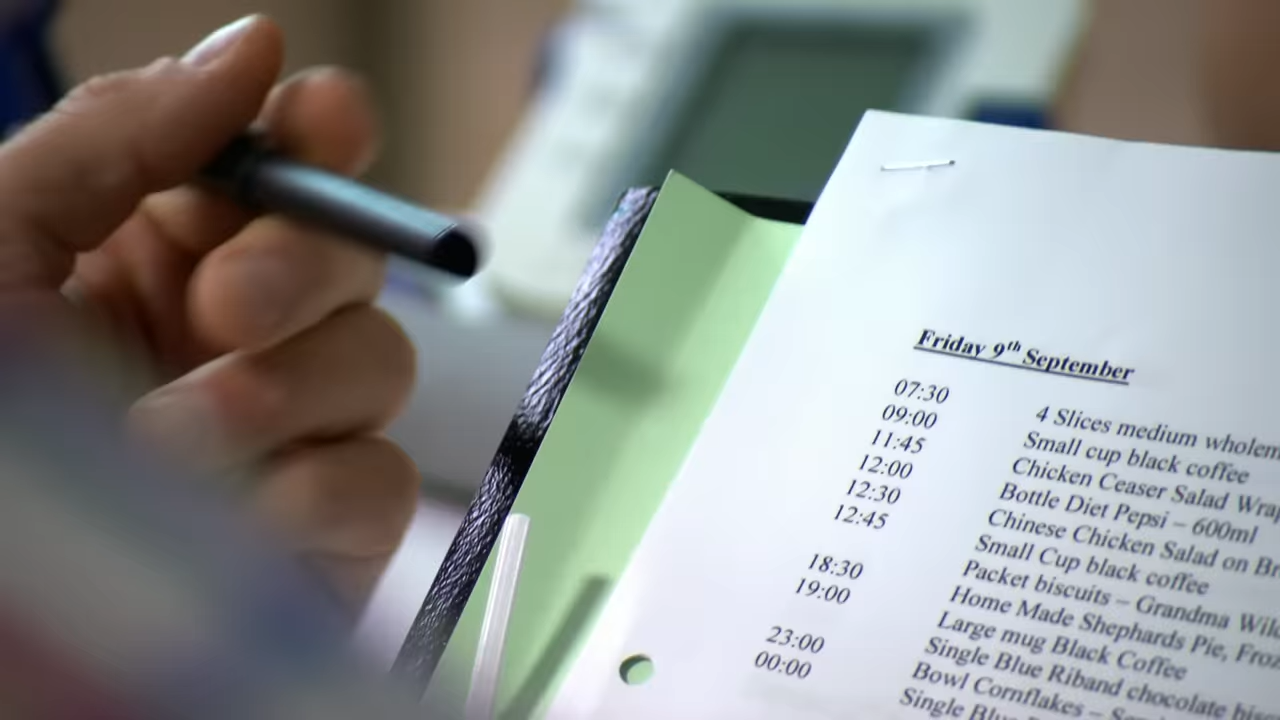 Friday 9th September
07:30 4 Slices medium wholem
09:00 Small cup black coffee
11:45 Chicken Ceaser Salad Wrap
12:00 Bottle Diet Pepsi – 600ml
12:30 Chinese Chicken Salad on Br
12:45 Small Cup black coffee
Packet biscuits – Grandma Wild
18:30 Home Made Shephards Pie, Froz
19:00 Large mug Black Coffee
Single Blue Riband chocolate bis
23:00 Bowl Cornflakes –
00:00 Single Blue